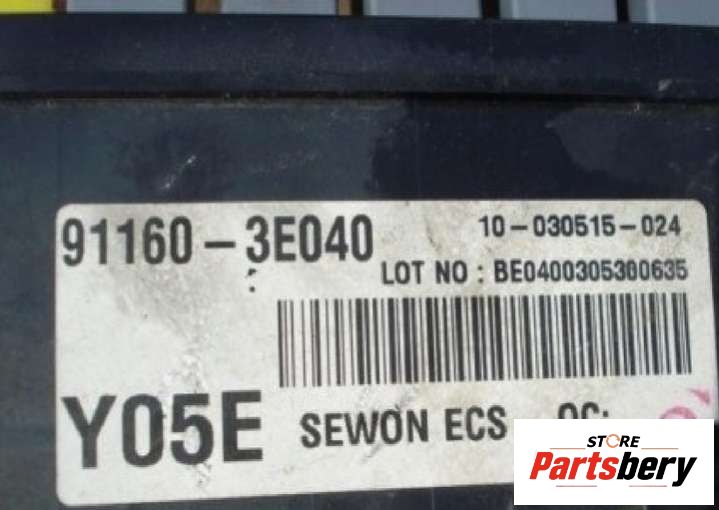 91160-3E040
10-030515-024
LOT NO : BE0400305300635
Y05E
SEWON ECS QC:
STORE
Partsbery